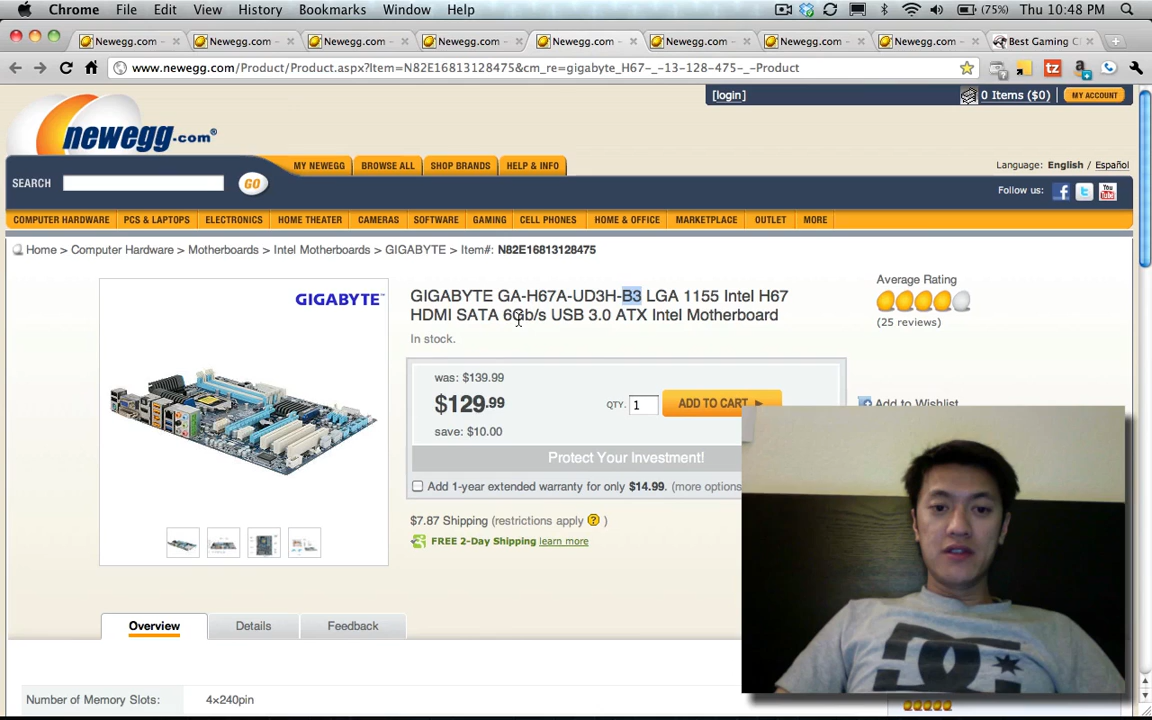 Chrome File Edit View History Bookmarks Window Help (75%) Thu 10:48 PM
Newegg.com - Newegg.com - Newegg.com - Newegg.com - Newegg.com - Newegg.com - Newegg.com - Newegg.com - Best Gaming C
www.newegg.com/Product/Product.aspx?Item=N82E16813128475&cm_re=gigabyte_H67-_-13-128-475-_-Product
[login] 0 Items ($0) MY ACCOUNT
newegg.com®
MY NEWEGG BROWSE ALL SHOP BRANDS HELP & INFO
Language: English / Español
SEARCH GO
Follow us:
COMPUTER HARDWARE PCS & LAPTOPS ELECTRONICS HOME THEATER CAMERAS SOFTWARE GAMING CELL PHONES HOME & OFFICE MARKETPLACE OUTLET MORE
Home > Computer Hardware > Motherboards > Intel Motherboards > GIGABYTE > Item#: N82E16813128475
GIGABYTE
GIGABYTE GA-H67A-UD3H-B3 LGA 1155 Intel H67
HDMI SATA 6Gb/s USB 3.0 ATX Intel Motherboard
In stock.
Average Rating
(25 reviews)
was: $139.99
$129.99
QTY. 1 ADD TO CART
save: $10.00
Add to Wishlist
Protect Your Investment!
Add 1-year extended warranty for only $14.99. (more options
$7.87 Shipping (restrictions apply ? )
FREE 2-Day Shipping learn more
Overview Details Feedback
Number of Memory Slots: 4×240pin
DC